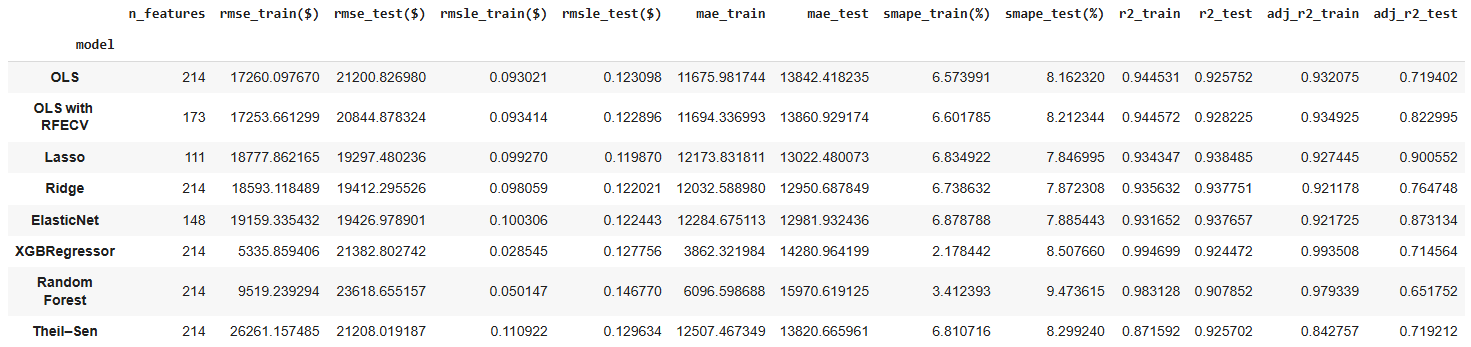 n_features rmse_train($) rmse_test($) rmsle_train($) rmsle_test($) mae_train mae_test smape_train(%) smape_test(%) r2_train r2_test adj_r2_train adj_r2_test
model
OLS 214 17260.097670 21200.826980 0.093021 0.123098 11675.981744 13842.418235 6.573991 8.162320 0.944531 0.925752 0.932075 0.719402
OLS with
RFECV 173 17253.661299 20844.878324 0.093414 0.122896 11694.336993 13860.929174 6.601785 8.212344 0.944572 0.928225 0.934925 0.822995
Lasso 111 18777.862165 19297.480236 0.099270 0.119870 12173.831811 13022.480073 6.834922 7.846995 0.934347 0.938485 0.927445 0.900552
Ridge 214 18593.118489 19412.295526 0.098059 0.122021 12032.588980 12950.687849 6.738632 7.872308 0.935632 0.937751 0.921178 0.764748
ElasticNet 148 19159.335432 19426.978901 0.100306 0.122443 12284.675113 12981.932436 6.878788 7.885443 0.931652 0.937657 0.921725 0.873134
XGBRegressor 214 5335.859406 21382.802742 0.028545 0.127756 3862.321984 14280.964199 2.178442 8.507660 0.994699 0.924472 0.993508 0.714564
Random
Forest 214 9519.239294 23618.655157 0.050147 0.146770 6096.598688 15970.619125 3.412393 9.473615 0.983128 0.907852 0.979339 0.651752
Theil–Sen 214 26261.157485 21208.019187 0.110922 0.129634 12507.467349 13820.665961 6.810716 8.299240 0.871592 0.925702 0.842757 0.719212